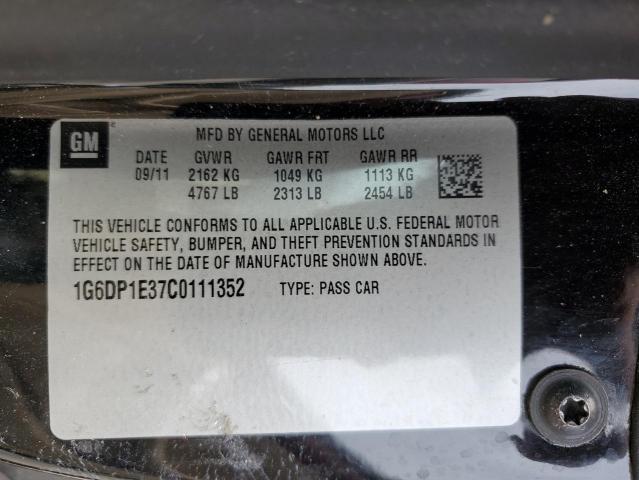 GM
MFD BY GENERAL MOTORS LLC
DATE GVWR GAWR FRT GAWR RR
09/11 2162 KG 1049 KG 1113 KG
4767 LB 2313 LB 2454 LB
THIS VEHICLE CONFORMS TO ALL APPLICABLE U.S. FEDERAL MOTOR
VEHICLE SAFETY, BUMPER, AND THEFT PREVENTION STANDARDS IN
EFFECT ON THE DATE OF MANUFACTURE SHOWN ABOVE.
1G6DP1E37C0111352 TYPE: PASS CAR